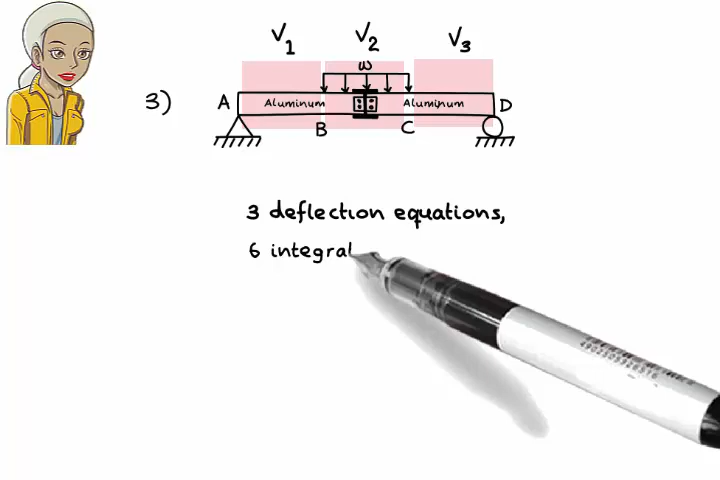 V1 V2 V3
w
3) A Aluminum Aluminum D
B C
3 deflection equations,
6 integral